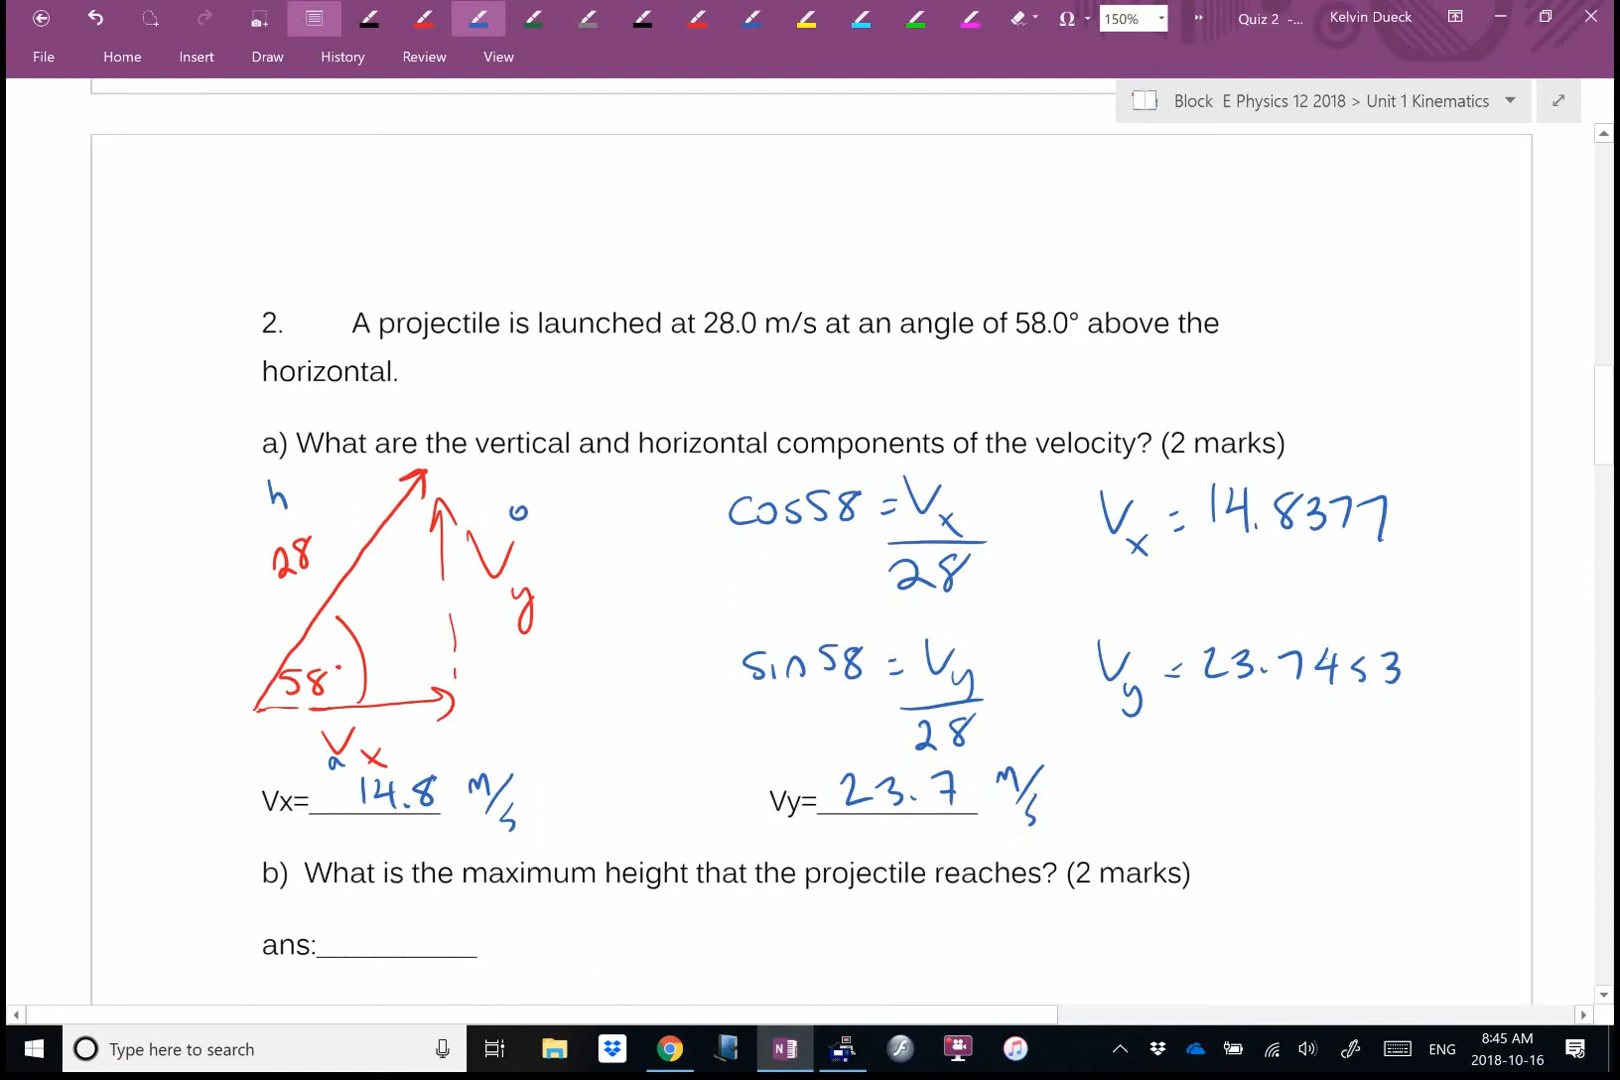 150%
Quiz 2 -...
Kelvin Dueck
File Home Insert Draw History Review View
Block E Physics 12 2018 > Unit 1 Kinematics
2. A projectile is launched at 28.0 m/s at an angle of 58.0° above the
horizontal.
a) What are the vertical and horizontal components of the velocity? (2 marks)
h
28
o
Vy
58°
Vx
a
cos58 = Vx
28
Vx = 14.8377
sin58 = Vy
28
Vy = 23.7453
Vx= 14.8 m/s Vy= 23.7 m/s
b) What is the maximum height that the projectile reaches? (2 marks)
ans:__________
Type here to search
ENG
8:45 AM
2018-10-16